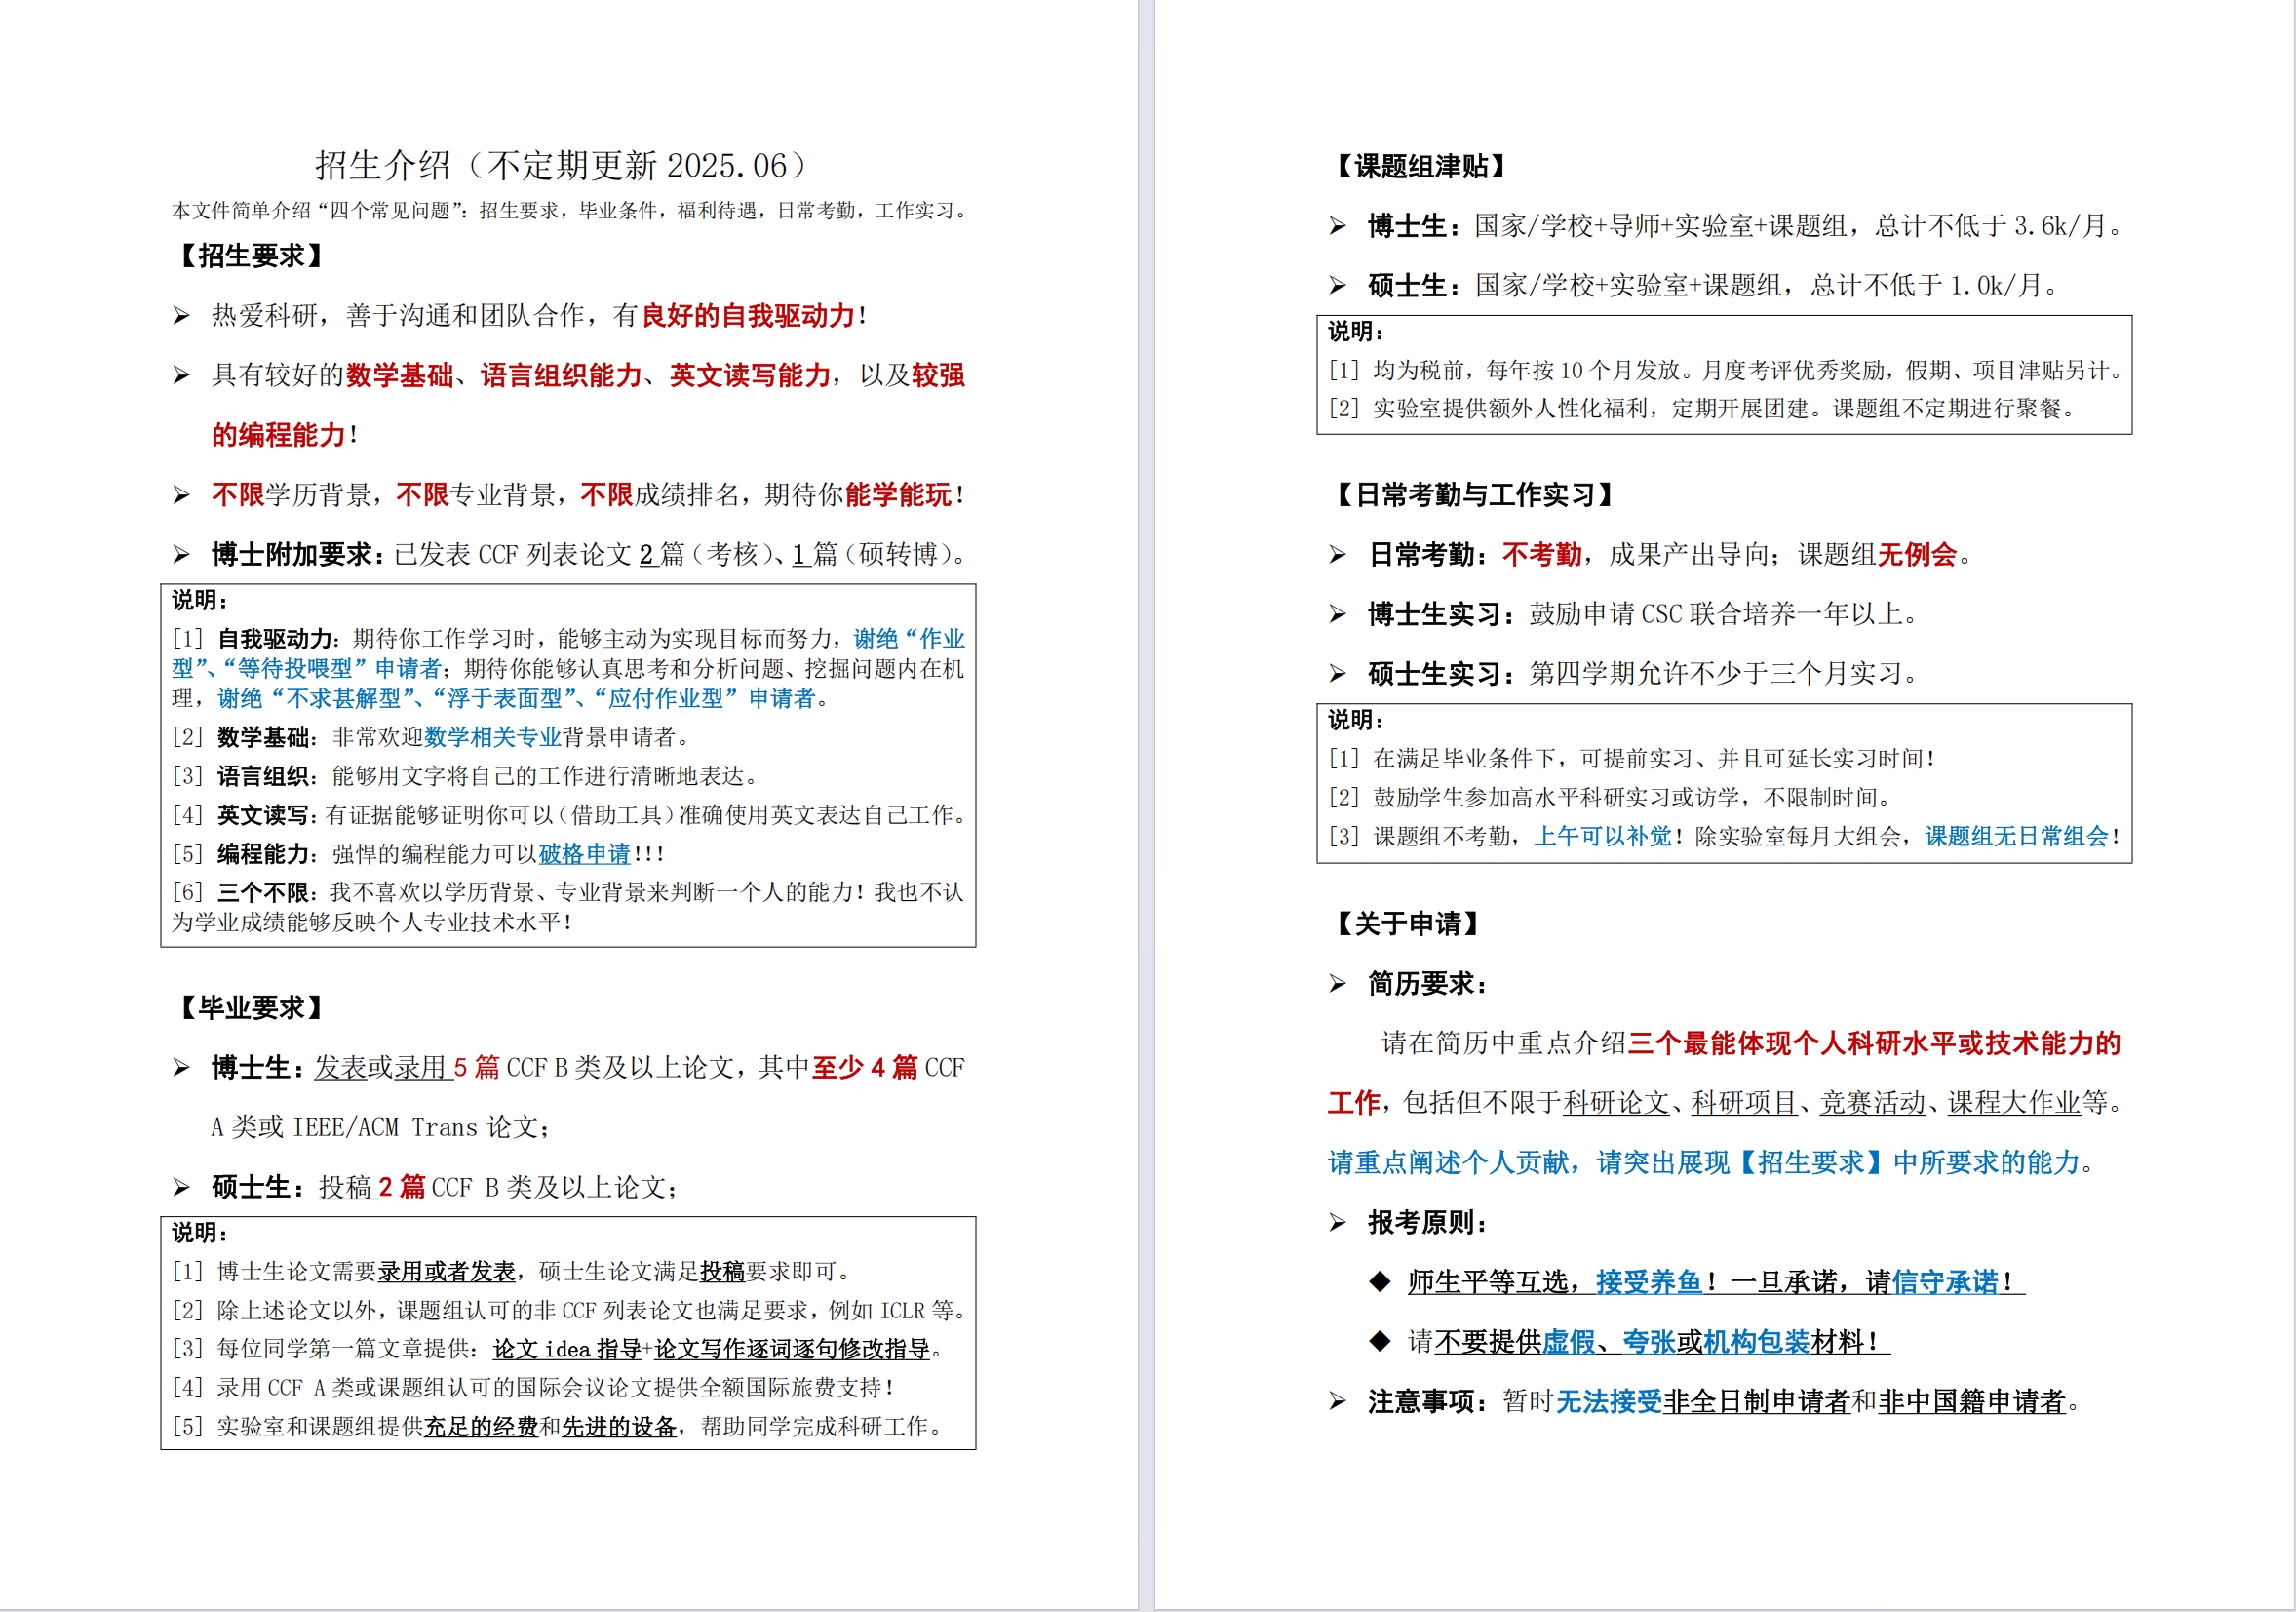 招生介绍（不定期更新 2025.06）
本文件简单介绍“四个常见问题”：招生要求，毕业条件，福利待遇，日常考勤，工作实习。
【招生要求】
➢ 热爱科研，善于沟通和团队合作，有良好的自我驱动力！
➢ 具有较好的数学基础、语言组织能力、英文读写能力，以及较强
的编程能力！
➢ 不限学历背景，不限专业背景，不限成绩排名，期待你能学能玩！
➢ 博士附加要求：已发表 CCF 列表论文 2 篇（考核）、1 篇（硕转博）。
说明：
[1] 自我驱动力：期待你工作学习时，能够主动为实现目标而努力，谢绝“作业
型”、“等待投喂型”申请者；期待你能够认真思考和分析问题、挖掘问题内在机
理，谢绝“不求甚解型”、“浮于表面型”、“应付作业型”申请者。
[2] 数学基础：非常欢迎数学相关专业背景申请者。
[3] 语言组织：能够用文字将自己的工作进行清晰地表达。
[4] 英文读写：有证据能够证明你可以（借助工具）准确使用英文表达自己工作。
[5] 编程能力：强悍的编程能力可以破格申请！！！
[6] 三个不限：我不喜欢以学历背景、专业背景来判断一个人的能力！我也不认
为学业成绩能够反映个人专业技术水平！
【毕业要求】
➢ 博士生：发表或录用 5 篇 CCF B 类及以上论文，其中至少 4 篇 CCF
A 类或 IEEE/ACM Trans 论文；
➢ 硕士生：投稿 2 篇 CCF B 类及以上论文；
说明：
[1] 博士生论文需要录用或者发表，硕士生论文满足投稿要求即可。
[2] 除上述论文以外，课题组认可的非 CCF 列表论文也满足要求，例如 ICLR 等。
[3] 每位同学第一篇文章提供：论文 idea 指导+论文写作逐词逐句修改指导。
[4] 录用 CCF A 类或课题组认可的国际会议论文提供全额国际旅费支持！
[5] 实验室和课题组提供充足的经费和先进的设备，帮助同学完成科研工作。
【课题组津贴】
➢ 博士生：国家/学校+导师+实验室+课题组，总计不低于 3.6k/月。
➢ 硕士生：国家/学校+实验室+课题组，总计不低于 1.0k/月。
说明：
[1] 均为税前，每年按 10 个月发放。月度考评优秀奖励，假期、项目津贴另计。
[2] 实验室提供额外人性化福利，定期开展团建。课题组不定期进行聚餐。
【日常考勤与工作实习】
➢ 日常考勤：不考勤，成果产出导向；课题组无例会。
➢ 博士生实习：鼓励申请 CSC 联合培养一年以上。
➢ 硕士生实习：第四学期允许不少于三个月实习。
说明：
[1] 在满足毕业条件下，可提前实习、并且可延长实习时间！
[2] 鼓励学生参加高水平科研实习或访学，不限制时间。
[3] 课题组不考勤，上午可以补觉！除实验室每月大组会，课题组无日常组会！
【关于申请】
➢ 简历要求：
请在简历中重点介绍三个最能体现个人科研水平或技术能力的
工作，包括但不限于科研论文、科研项目、竞赛活动、课程大作业等。
请重点阐述个人贡献，请突出展现【招生要求】中所要求的能力。
➢ 报考原则：
◆ 师生平等互选，接受养鱼！一旦承诺，请信守承诺！
◆ 请不要提供虚假、夸张或机构包装材料！
➢ 注意事项：暂时无法接受非全日制申请者和非中国籍申请者。